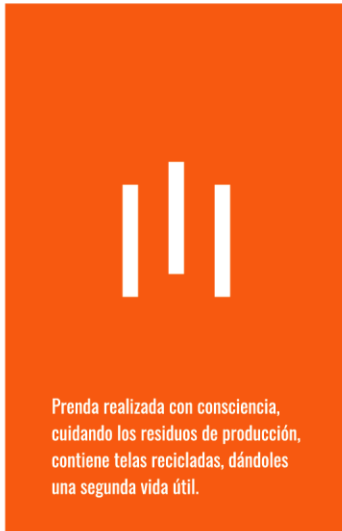 Prenda realizada con consciencia,
cuidando los residuos de producción,
contiene telas recicladas, dándoles
una segunda vida útil.